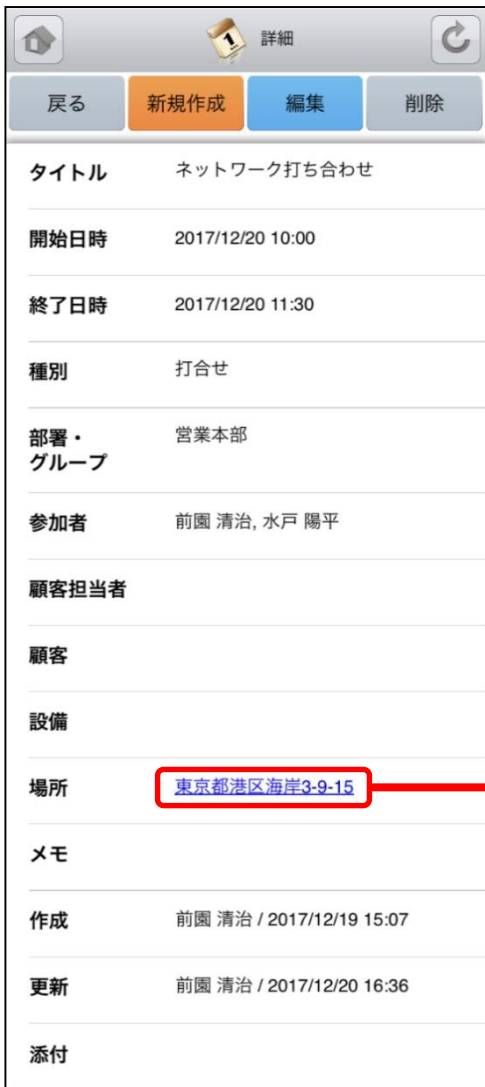 1 詳細
戻る 新規作成 編集 削除
タイトル ネットワーク打ち合わせ
開始日時 2017/12/20 10:00
終了日時 2017/12/20 11:30
種別 打合せ
部署・ 営業本部
グループ
参加者 前園 清治, 水戸 陽平
顧客担当者
顧客
設備
場所 東京都港区海岸3-9-15
メモ
作成 前園 清治 / 2017/12/19 15:07
更新 前園 清治 / 2017/12/20 16:36
添付